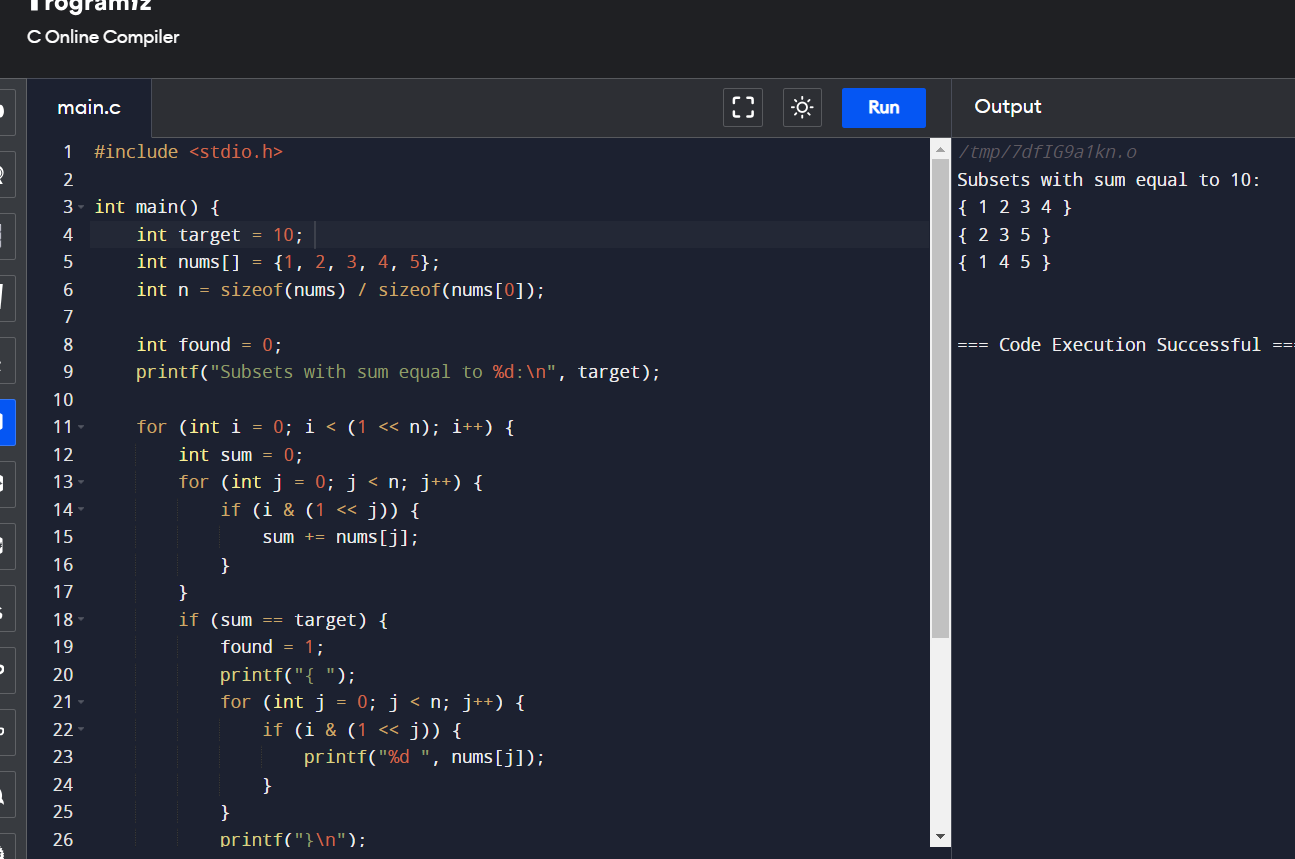 Programiz
C Online Compiler
main.c
Run
Output
1 #include <stdio.h>
2
3 int main() {
4     int target = 10;
5     int nums[] = {1, 2, 3, 4, 5};
6     int n = sizeof(nums) / sizeof(nums[0]);
7
8     int found = 0;
9     printf("Subsets with sum equal to %d:\n", target);
10
11     for (int i = 0; i < (1 << n); i++) {
12         int sum = 0;
13         for (int j = 0; j < n; j++) {
14             if (i & (1 << j)) {
15                 sum += nums[j];
16             }
17         }
18         if (sum == target) {
19             found = 1;
20             printf("{ ");
21             for (int j = 0; j < n; j++) {
22                 if (i & (1 << j)) {
23                     printf("%d ", nums[j]);
24                 }
25             }
26             printf("}\n");
/tmp/7dfIG9a1kn.o
Subsets with sum equal to 10:
{ 1 2 3 4 }
{ 2 3 5 }
{ 1 4 5 }
=== Code Execution Successful ===